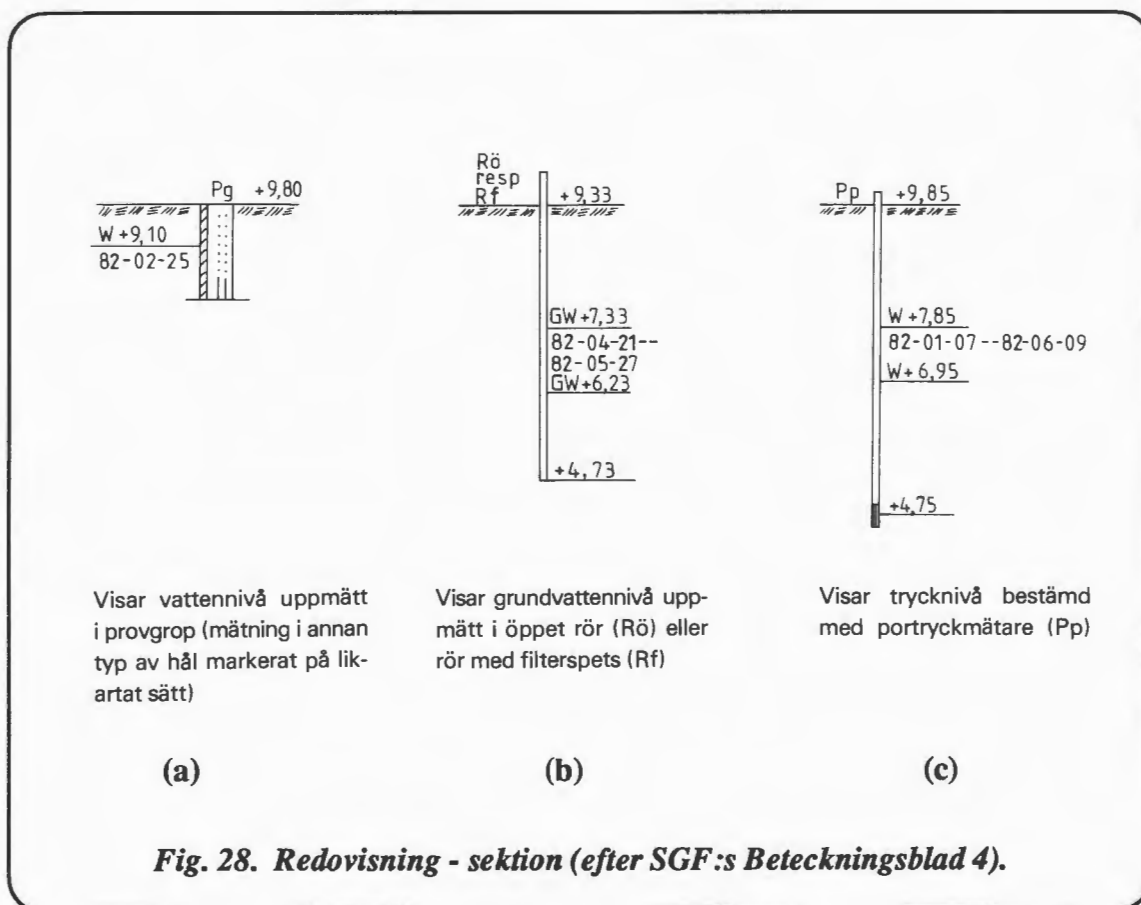 Pg +9,80
W +9,10
82-02-25
Visar vattennivå uppmätt
i provgrop (mätning i annan
typ av hål markerat på lik-
artat sätt)
(a)
Rö
resp
Rf
+9,33
GW+7,33
82-04-21--
82-05-27
GW+6,23
+4,73
Visar grundvattennivå upp-
mätt i öppet rör (Rö) eller
rör med filterspets (Rf)
(b)
Pp +9,85
W +7,85
82-01-07--82-06-09
W+6,95
+4,75
Visar trycknivå bestämd
med portryckmätare (Pp)
(c)
Fig. 28. Redovisning - sektion (efter SGF:s Beteckningsblad 4).